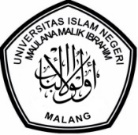 UNIVERSITAS ISLAM NEGERI
MAULANA MALIK IBRAHIM
MALANG